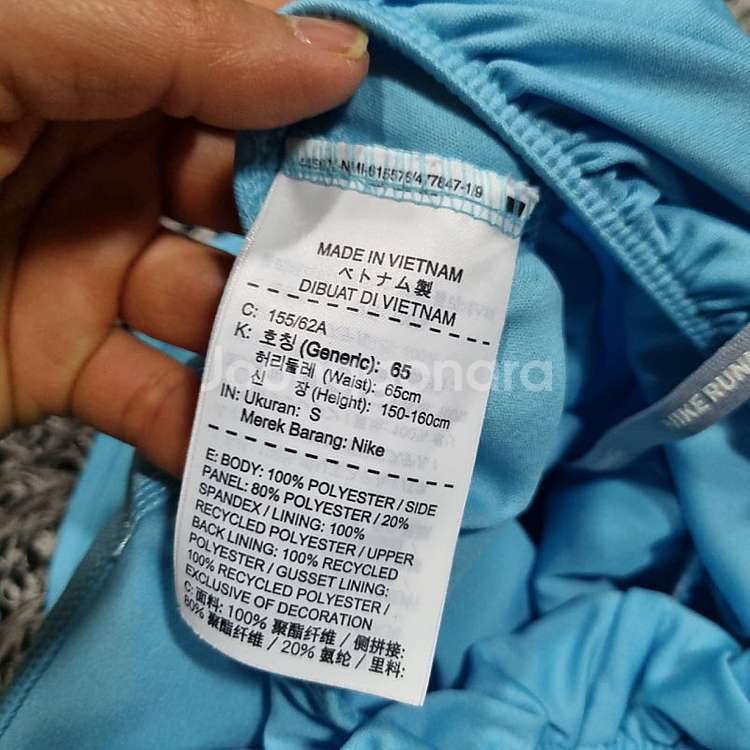 MADE IN VIETNAM
ベトナム製
DIBUAT DI VIETNAM
C: 155/62A
K: 호칭 (Generic): 65
허리둘레 (Waist): 65cm
신 장 (Height): 150-160cm
IN: Ukuran: S
Merek Barang: Nike
E: BODY: 100% POLYESTER / SIDE
PANEL: 80% POLYESTER / 20%
SPANDEX / LINING: 100%
RECYCLED POLYESTER / UPPER
BACK LINING: 100% RECYCLED
POLYESTER / GUSSET LINING:
100% RECYCLED POLYESTER /
EXCLUSIVE OF DECORATION
C: 面料: 100% 聚酯纤维 / 侧拼接:
80% 聚酯纤维 / 20% 氨纶 / 里料:
NIKE RUN